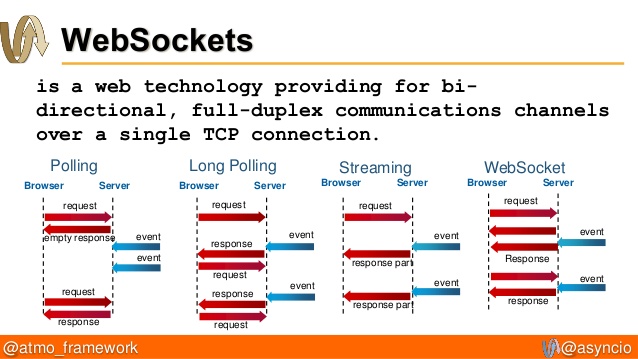 WebSockets
is a web technology providing for bi-
directional, full-duplex communications channels
over a single TCP connection.
Polling
Browser Server
request
empty response
event
event
request
response
Long Polling
Browser Server
request
event
response
request
event
response
request
Streaming
Browser Server
request
event
response part
event
response part
WebSocket
Browser Server
request
event
Response
event
response
@atmo_framework
@asyncio